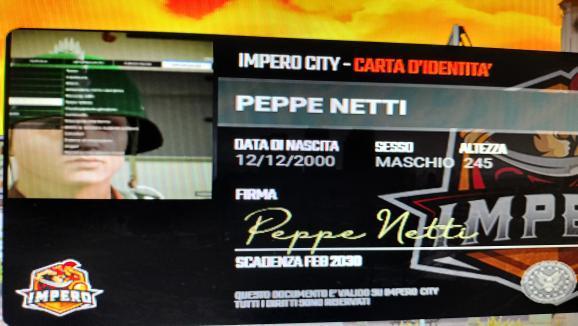 IMPERO CITY - CARTA D'IDENTITA'
PEPPE NETTI
DATA DI NASCITA SESSO ALTEZZA
12/12/2000 MASCHIO 245
FIRMA
Peppe Netti
SCADENZA FEB 2030
QUESTO DOCUMENTO E' VALIDO SU IMPERO CITY
TUTTI I DIRITTI SONO RISERVATI
IMPERO
IMPE